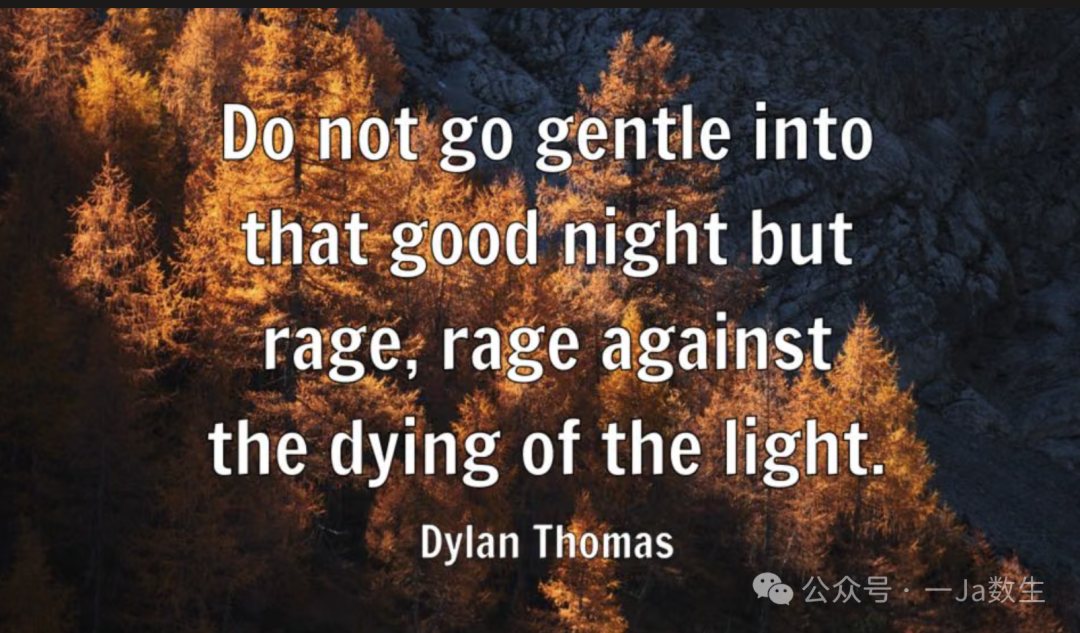 Do not go gentle into
that good night but
rage, rage against
the dying of the light.
Dylan Thomas
公众号 · 一Ja数生